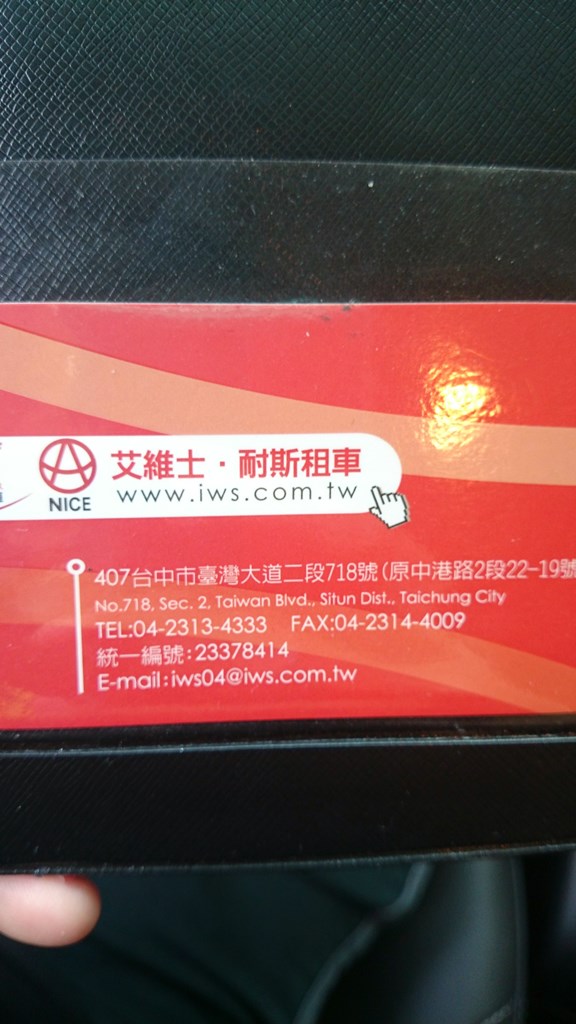 艾維士・耐斯租車
NICE
www.iws.com.tw
407台中市臺灣大道二段718號(原中港路2段22-19號
No.718, Sec. 2, Taiwan Blvd., Situn Dist., Taichung City
TEL:04-2313-4333 FAX:04-2314-4009
統一編號:23378414
E-mail:iws04@iws.com.tw